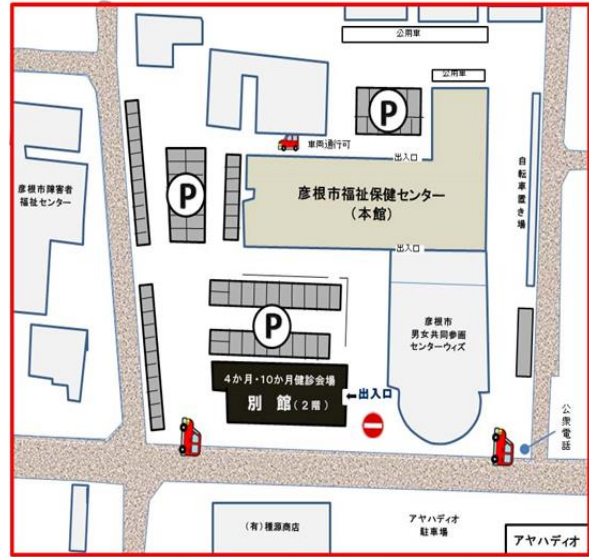 公用車
公用車
P
車両通行可
出入口
彦根市障害者
福祉センター
P
彦根市福祉保健センター
(本館)
自転車置き場
出入口
P
彦根市
男女共同参画
センターウィズ
4か月・10か月健診会場
別 館(2階)
←出入口
公衆電話
(有)種源商店
アヤハディオ
駐車場
アヤハディオ